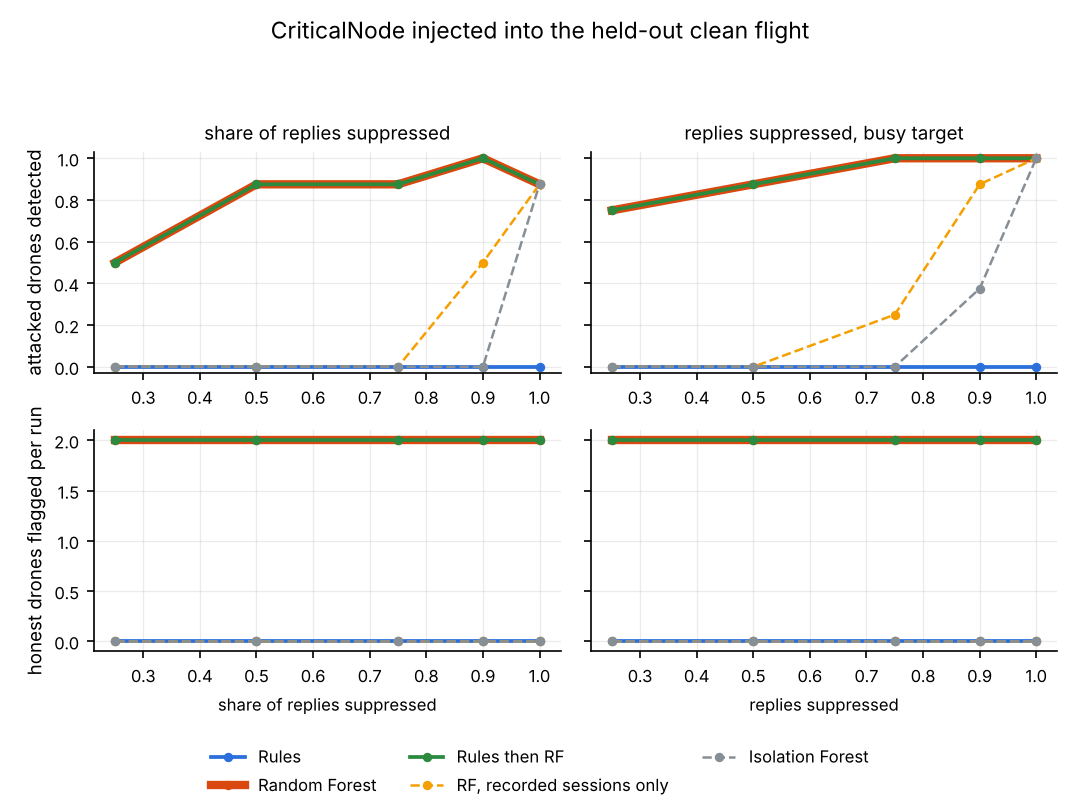 CriticalNode injected into the held-out clean flight
share of replies suppressed
replies suppressed, busy target
attacked drones detected
1.0
0.8
0.6
0.4
0.2
0.0
0.3 0.4 0.5 0.6 0.7 0.8 0.9 1.0
0.3 0.4 0.5 0.6 0.7 0.8 0.9 1.0
honest drones flagged per run
2.0
1.5
1.0
0.5
0.0
0.3 0.4 0.5 0.6 0.7 0.8 0.9 1.0
0.3 0.4 0.5 0.6 0.7 0.8 0.9 1.0
share of replies suppressed
replies suppressed
Rules
Random Forest
Rules then RF
RF, recorded sessions only
Isolation Forest